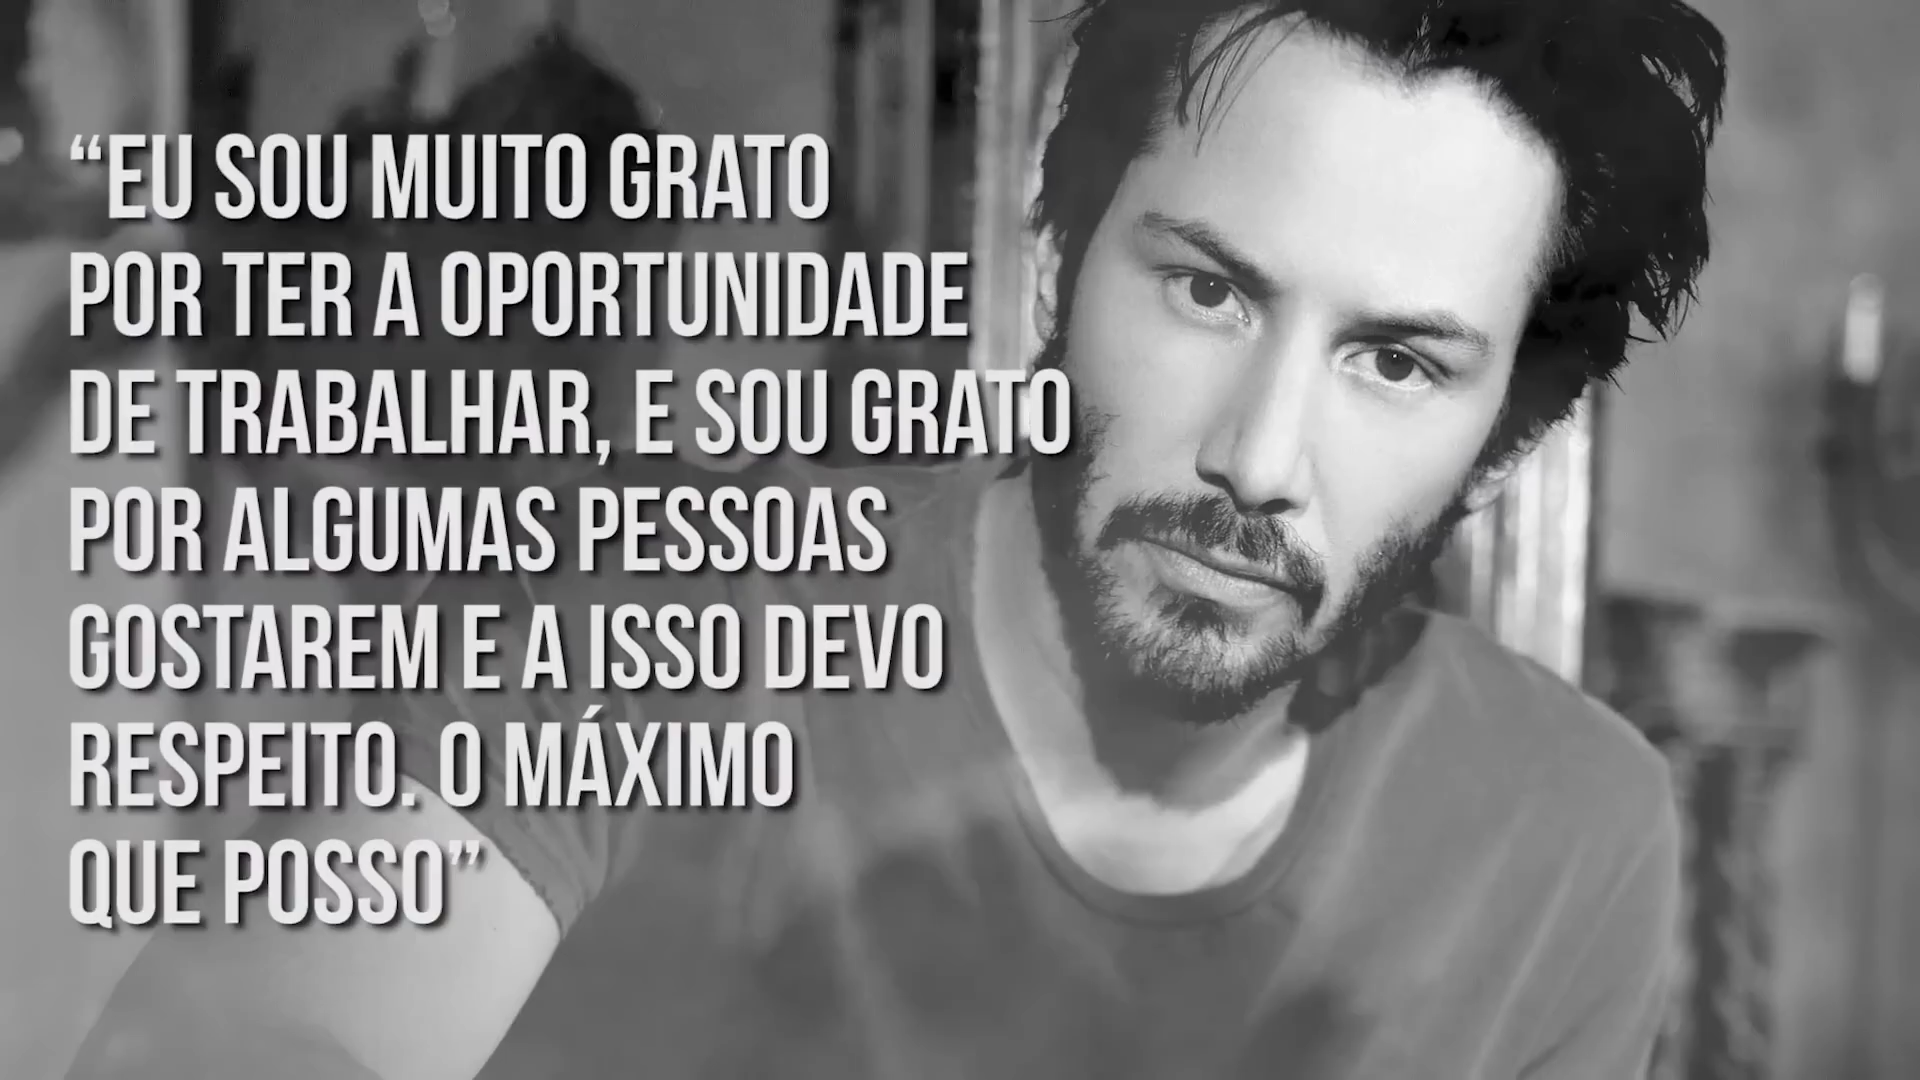 “EU SOU MUITO GRATO
POR TER A OPORTUNIDADE
DE TRABALHAR, E SOU GRATO
POR ALGUMAS PESSOAS
GOSTAREM E A ISSO DEVO
RESPEITO. O MÁXIMO
QUE POSSO”